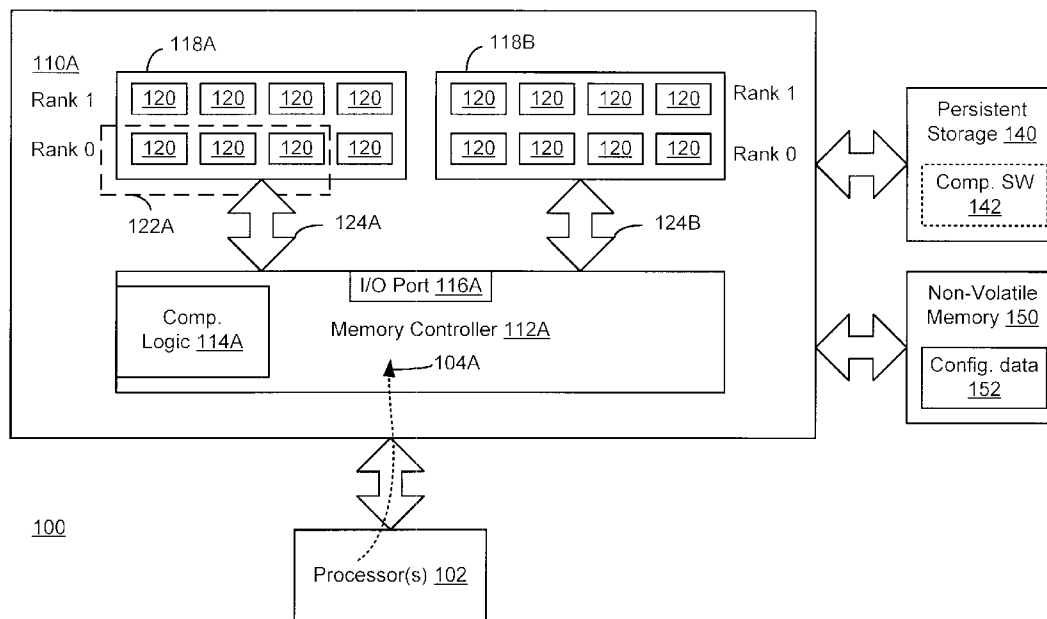 118A
118B
110A
Rank 1
120 120 120 120
120 120 120 120
Rank 1
Rank 0
120 120 120 120
120 120 120 120
Rank 0
122A
124A
124B
Persistent
Storage 140
Comp. SW
142
I/O Port 116A
Comp.
Logic 114A
Memory Controller 112A
104A
Non-Volatile
Memory 150
Config. data
152
100
Processor(s) 102